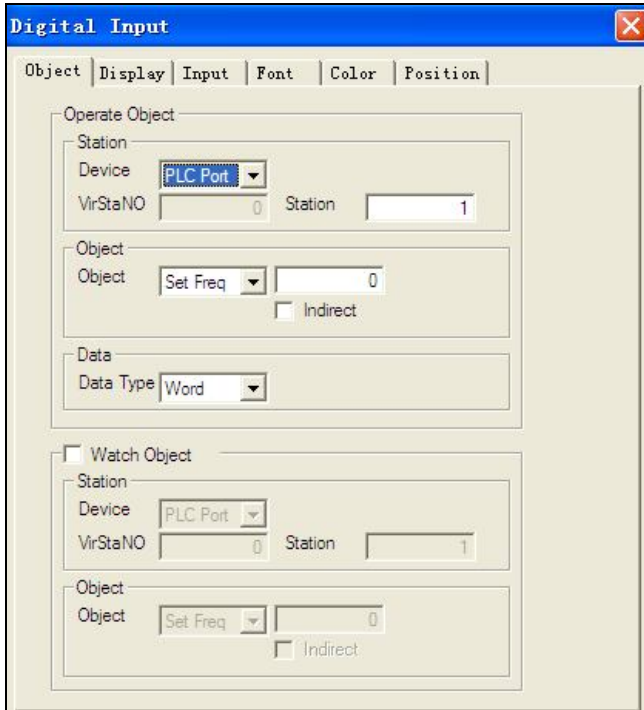 Digital Input
Object Display Input Font Color Position
Operate Object
Station
Device PLC Port
VirStaNO 0 Station 1
Object
Object Set Freq 0
Indirect
Data
Data Type Word
Watch Object
Station
Device PLC Port
VirStaNO 0 Station 1
Object
Object Set Freq 0
Indirect